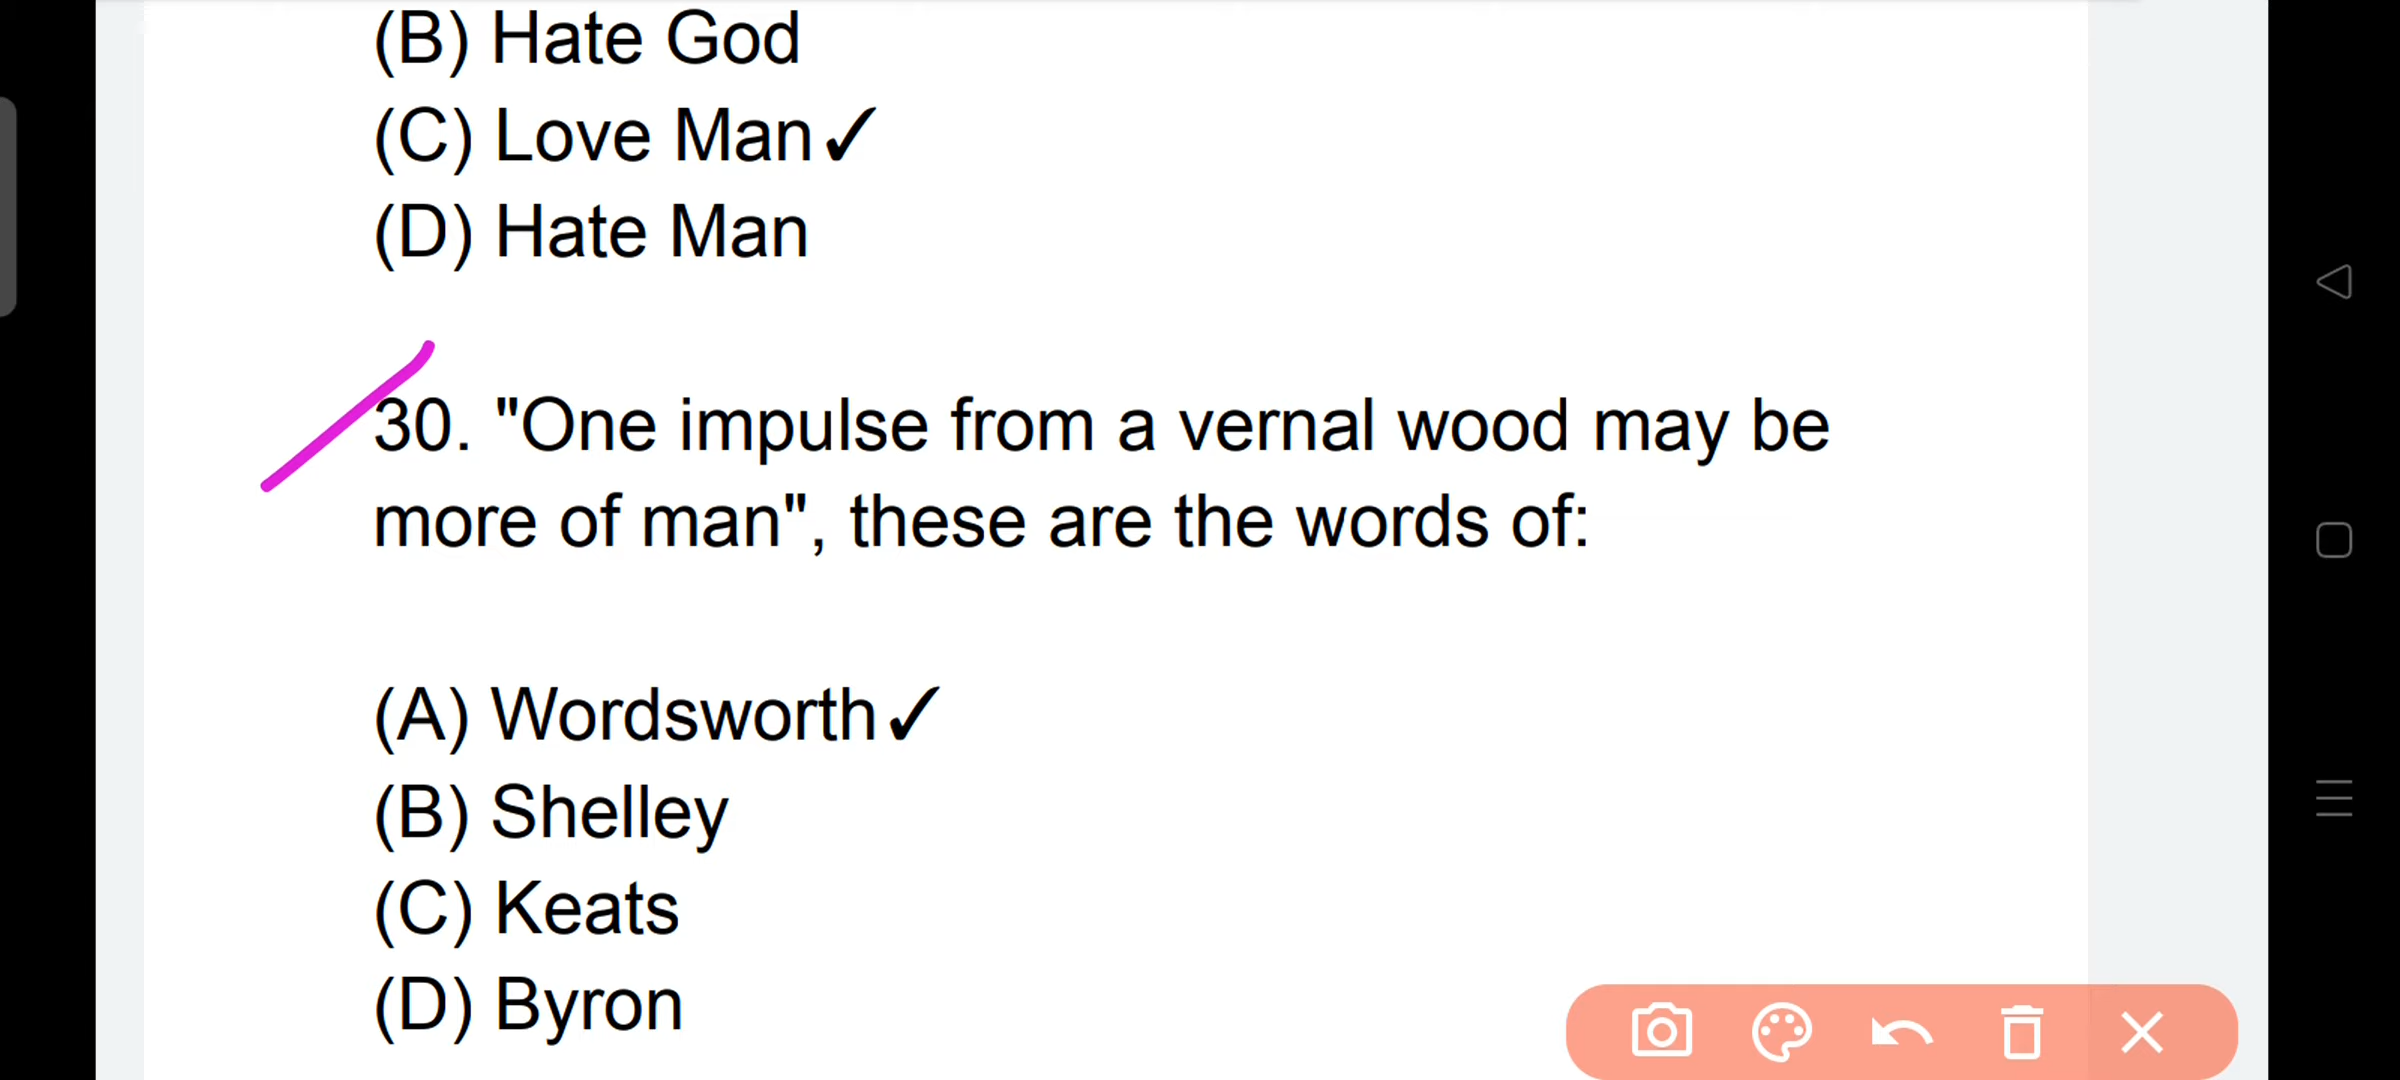 (B) Hate God
(C) Love Man✓
(D) Hate Man
30. "One impulse from a vernal wood may be
more of man", these are the words of:
(A) Wordsworth✓
(B) Shelley
(C) Keats
(D) Byron